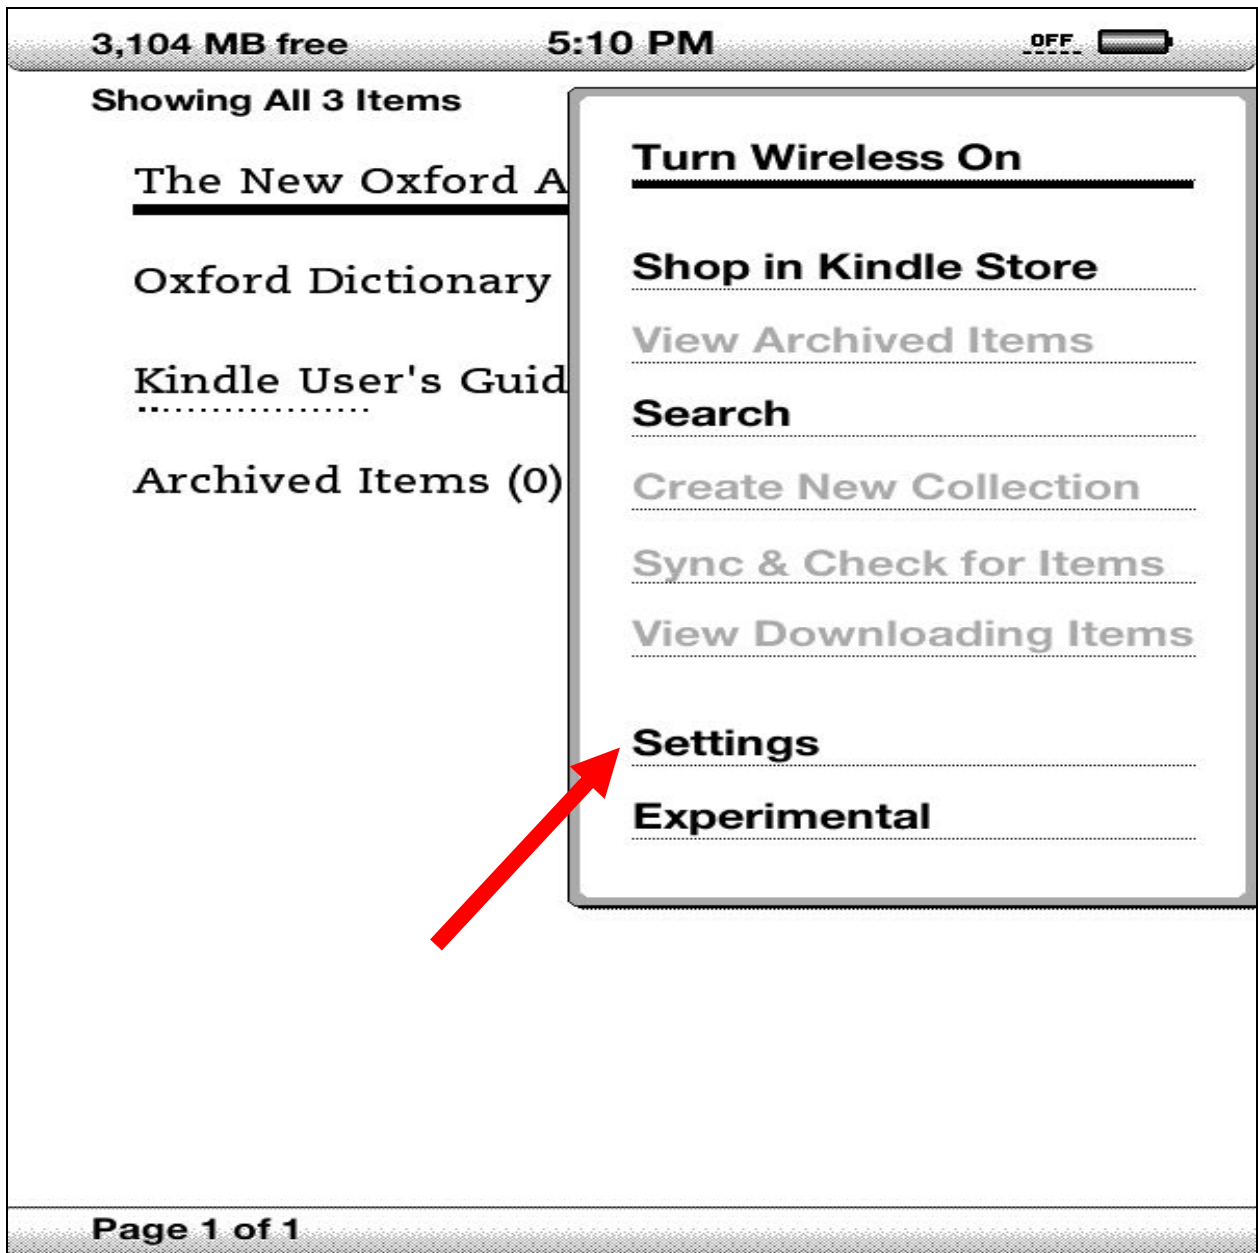 3,104 MB free 5:10 PM OFF
Showing All 3 Items
The New Oxford A
Oxford Dictionary
Kindle User's Guid
Archived Items (0)
Turn Wireless On
Shop in Kindle Store
View Archived Items
Search
Create New Collection
Sync & Check for Items
View Downloading Items
Settings
Experimental
Page 1 of 1